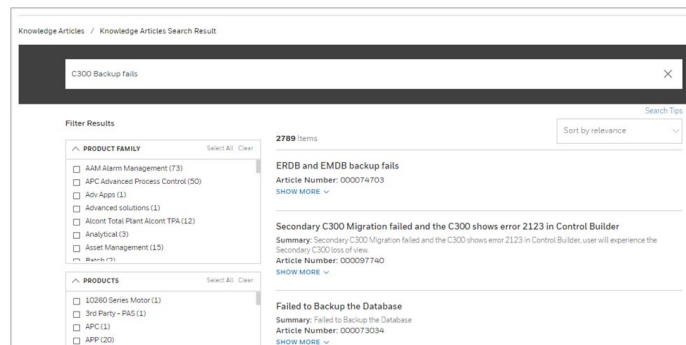 Knowledge Articles / Knowledge Articles Search Result
C300 Backup fails
Search Tips
Filter Results
2789 Items
Sort by relevance
PRODUCT FAMILY Select All Clear
AAM Alarm Management (73)
APC Advanced Process Control (50)
Adv Apps (1)
Advanced solutions (1)
Alcont Total Plant Alcont TPA (12)
Analytical (3)
Asset Management (15)
Batch (2)
PRODUCTS Select All Clear
10260 Series Motor (1)
3rd Party - PAS (1)
APC (1)
APP (20)
ERDB and EMDB backup fails
Article Number: 000074703
SHOW MORE
Secondary C300 Migration failed and the C300 shows error 2123 in Control Builder
Summary: Secondary C300 Migration failed and the C300 shows error 2123 in Control Builder, user will experience the
Secondary C300 loss of view.
Article Number: 000097740
SHOW MORE
Failed to Backup the Database
Summary: Failed to Backup the Database
Article Number: 000073034
SHOW MORE